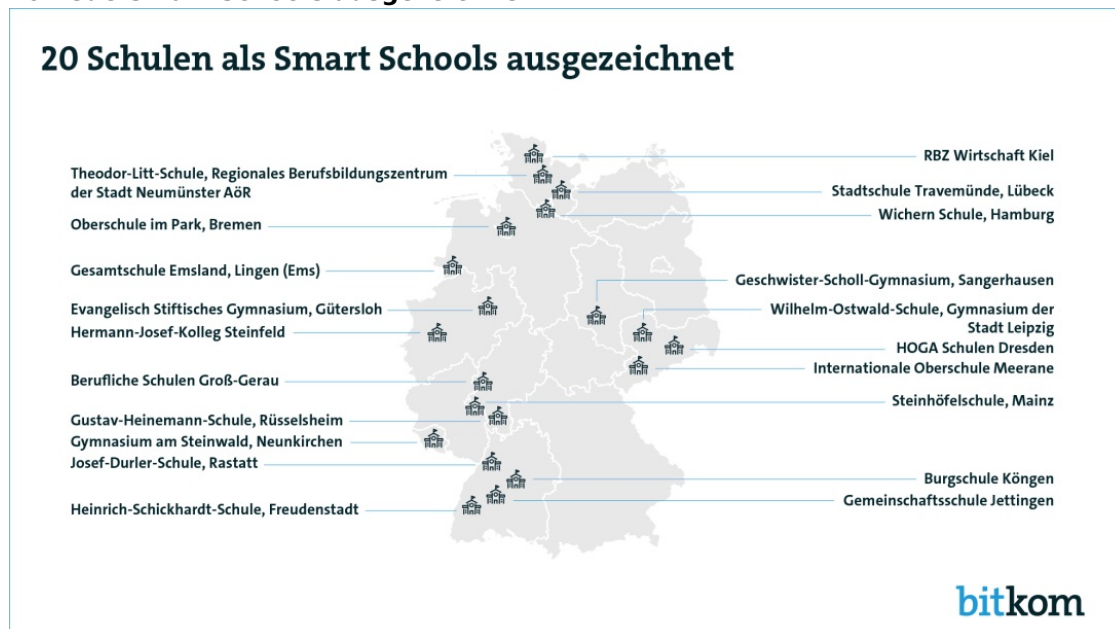 20 Schulen als Smart Schools ausgezeichnet
Theodor-Litt-Schule, Regionales Berufsbildungszentrum
der Stadt Neumünster AöR
Oberschule im Park, Bremen
Gesamtschule Emsland, Lingen (Ems)
Evangelisch Stiftisches Gymnasium, Gütersloh
Hermann-Josef-Kolleg Steinfeld
Berufliche Schulen Groß-Gerau
Gustav-Heinemann-Schule, Rüsselsheim
Gymnasium am Steinwald, Neunkirchen
Josef-Durler-Schule, Rastatt
Heinrich-Schickhardt-Schule, Freudenstadt
RBZ Wirtschaft Kiel
Stadtschule Travemünde, Lübeck
Wichern Schule, Hamburg
Geschwister-Scholl-Gymnasium, Sangerhausen
Wilhelm-Ostwald-Schule, Gymnasium der
Stadt Leipzig
HOGA Schulen Dresden
Internationale Oberschule Meerane
Steinhöfelschule, Mainz
Burgschule Köngen
Gemeinschaftsschule Jettingen
bitkom